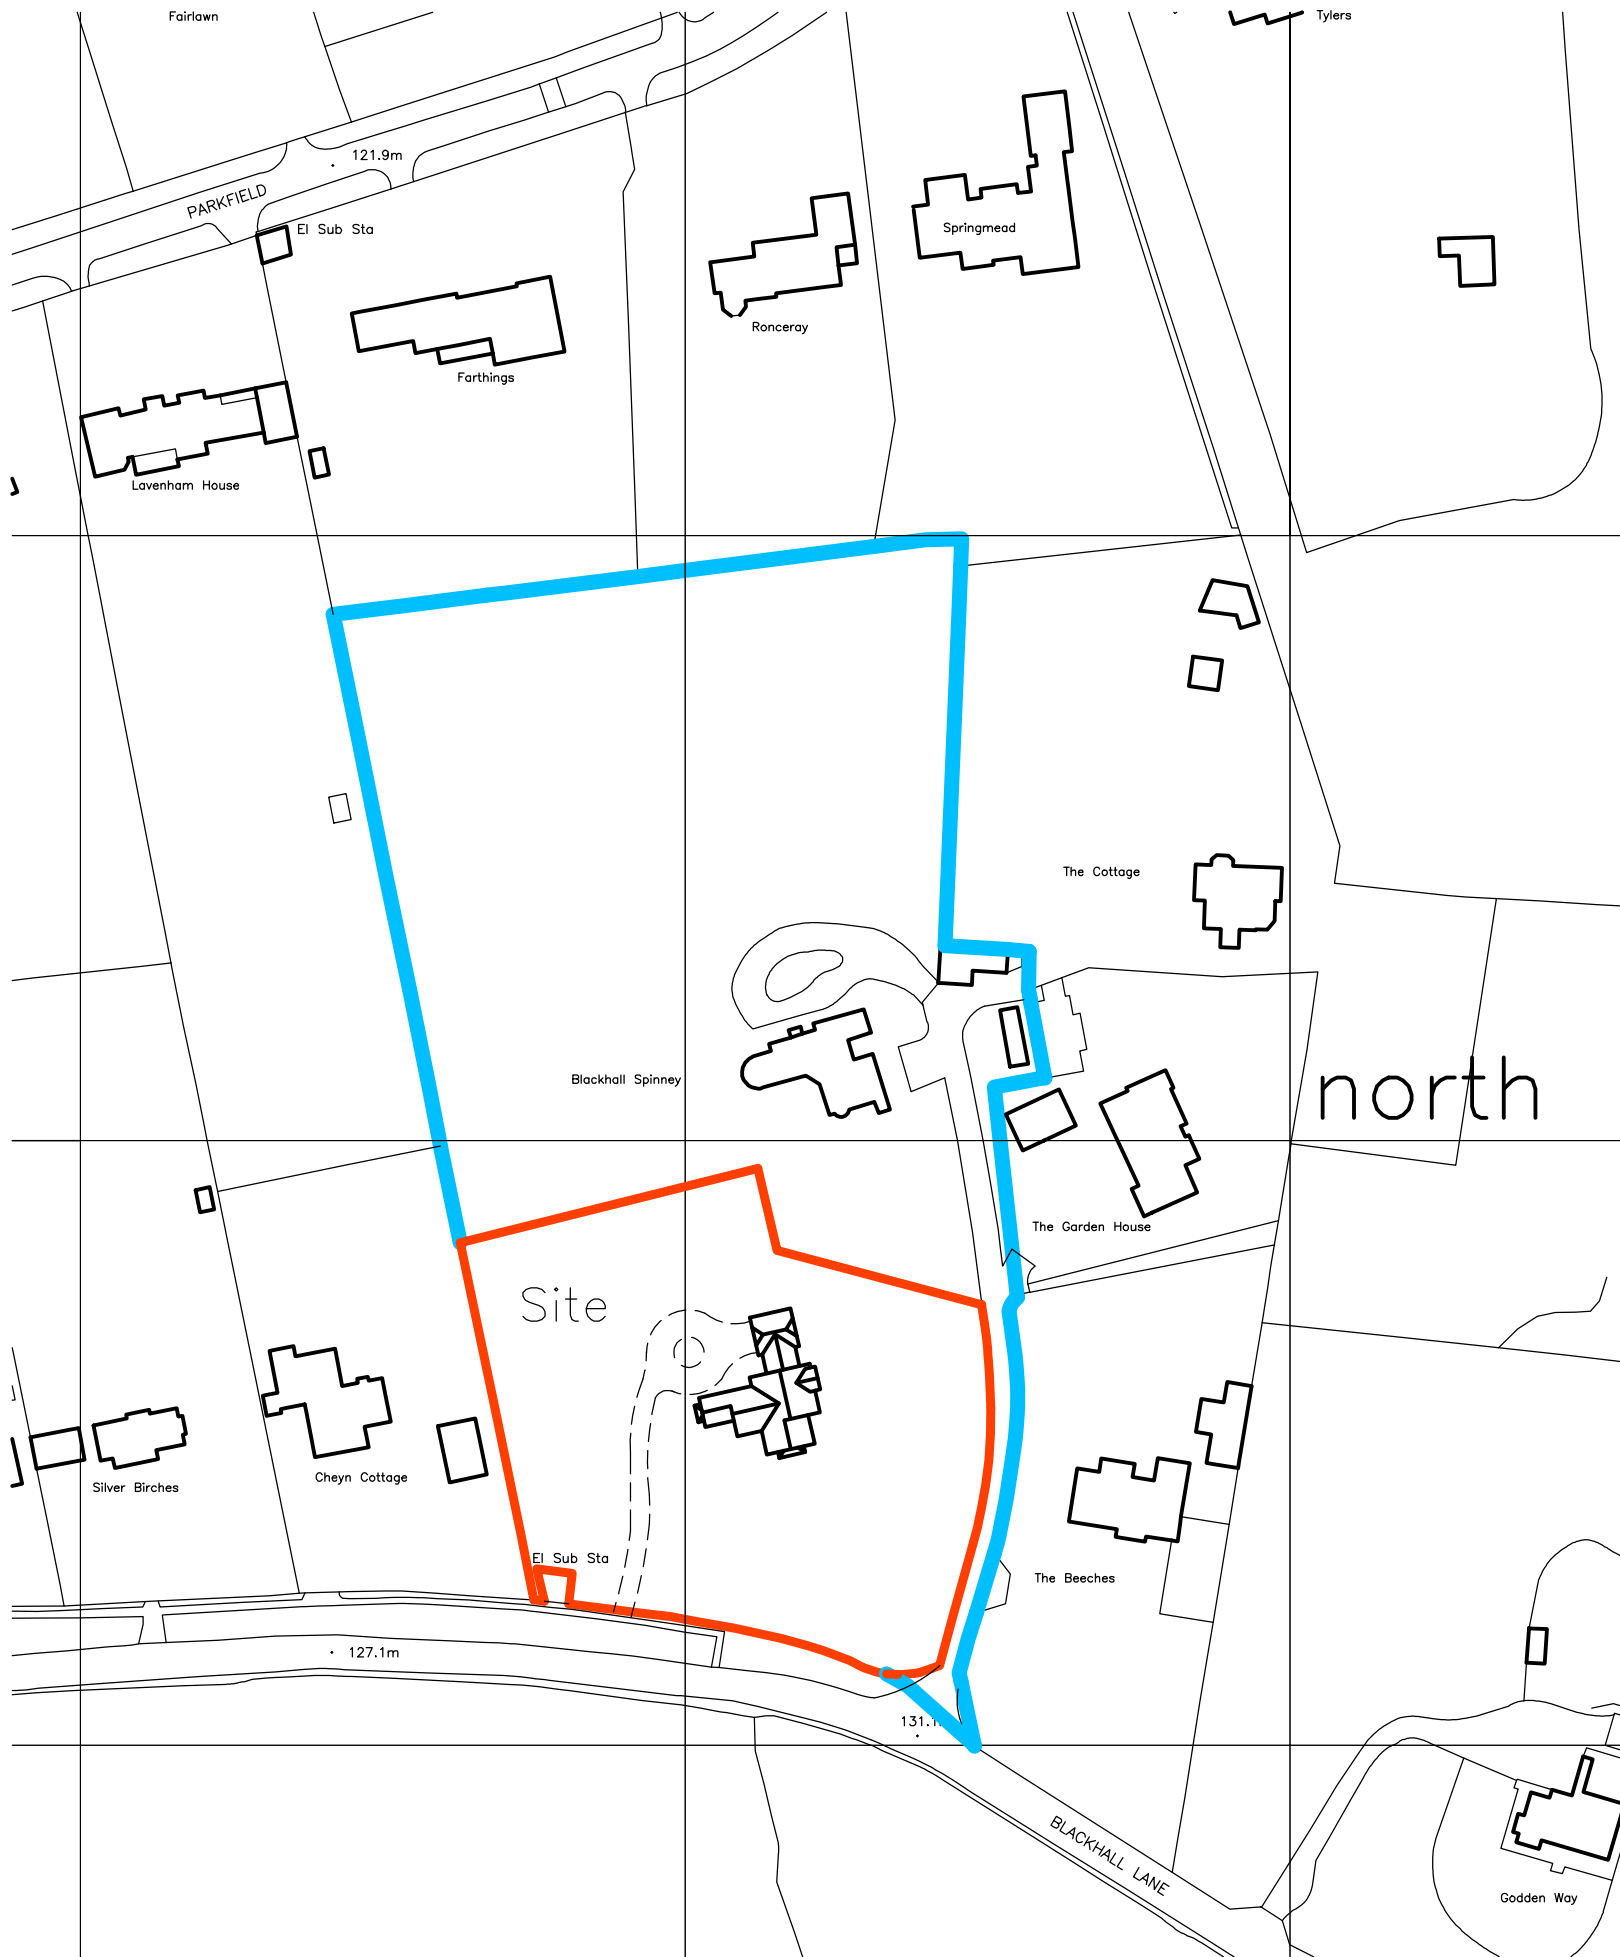 Fairlawn
Tylers
121.9m
PARKFIELD
El Sub Sta
Springmead
Ronceray
Farthings
Lavenham House
The Cottage
Blackhall Spinney
north
The Garden House
Site
Cheyn Cottage
Silver Birches
El Sub Sta
The Beeches
127.1m
BLACKHALL LANE
Godden Way